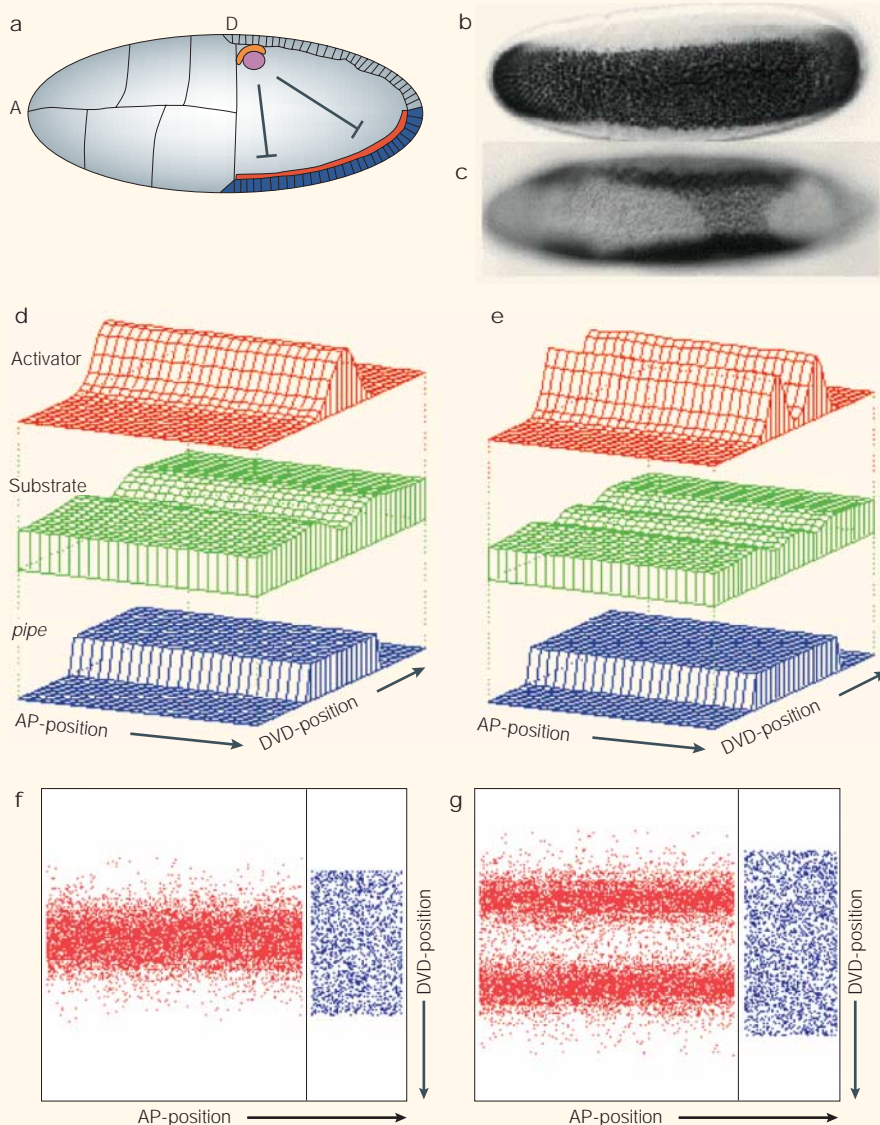 a
D
A
b
c
d
e
Activator
Substrate
pipe
AP-position
DVD-position
AP-position
DVD-position
f
g
DVD-position
DVD-position
AP-position
AP-position